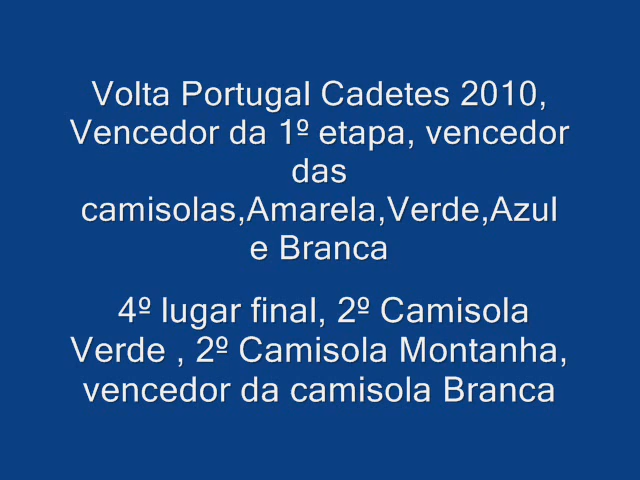 Volta Portugal Cadetes 2010,
Vencedor da 1º etapa, vencedor
das
camisolas,Amarela,Verde,Azul
e Branca
4º lugar final, 2º Camisola
Verde , 2º Camisola Montanha,
vencedor da camisola Branca